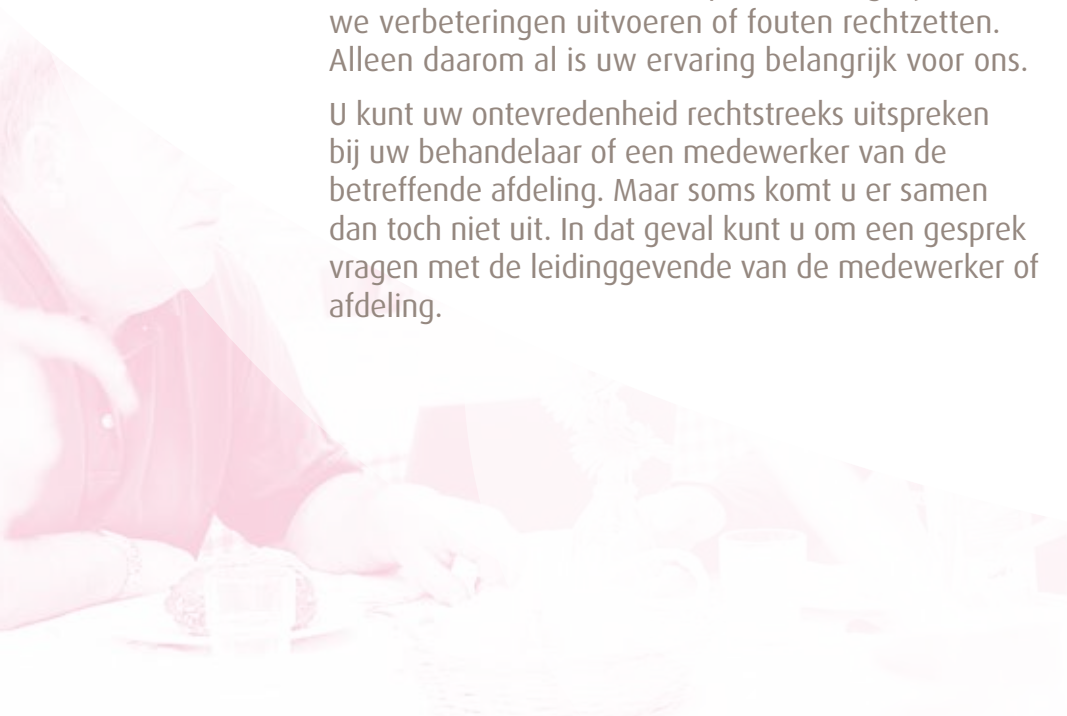 we verbeteringen uitvoeren of fouten rechtzetten.
Alleen daarom al is uw ervaring belangrijk voor ons.
U kunt uw ontevredenheid rechtstreeks uitspreken
bij uw behandelaar of een medewerker van de
betreffende afdeling. Maar soms komt u er samen
dan toch niet uit. In dat geval kunt u om een gesprek
vragen met de leidinggevende van de medewerker of
afdeling.